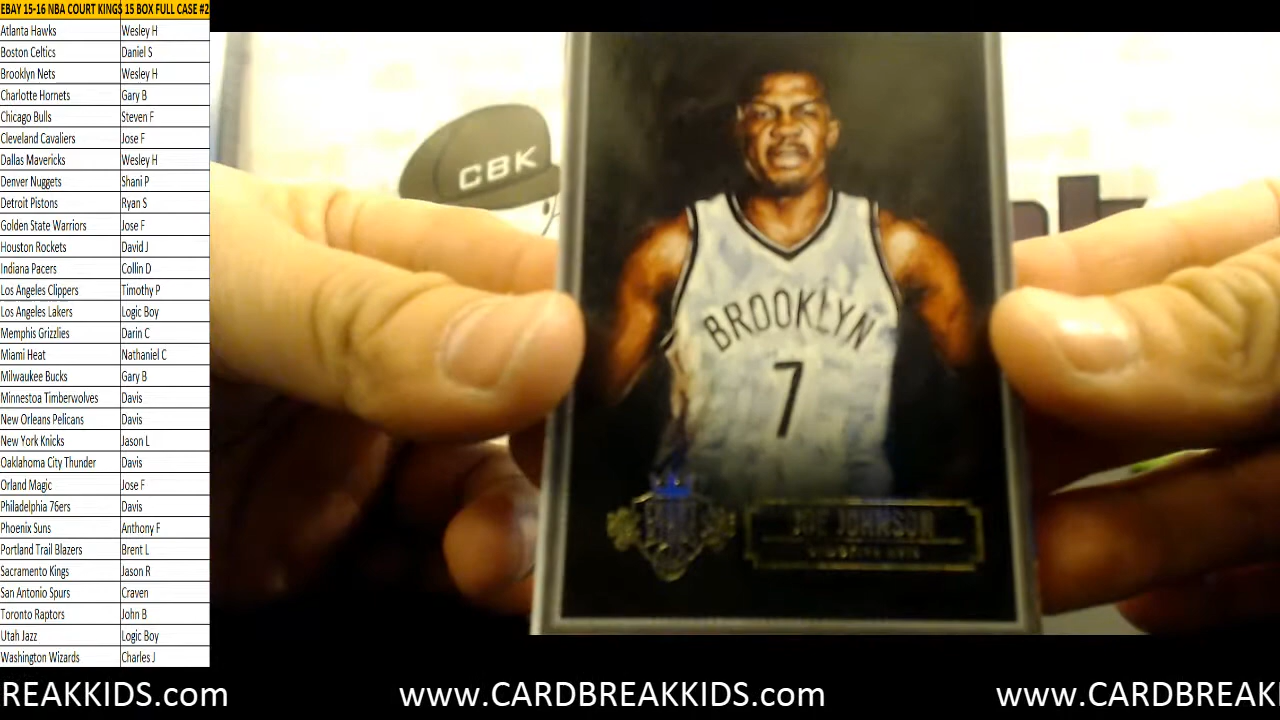 EBAY 15-16 NBA COURT KINGS 15 BOX FULL CASE #2
Atlanta Hawks Wesley H
Boston Celtics Daniel S
Brooklyn Nets Wesley H
Charlotte Hornets Gary B
Chicago Bulls Steven F
Cleveland Cavaliers Jose F
Dallas Mavericks Wesley H
Denver Nuggets Shani P
Detroit Pistons Ryan S
Golden State Warriors Jose F
Houston Rockets David J
Indiana Pacers Collin D
Los Angeles Clippers Timothy P
Los Angeles Lakers Logic Boy
Memphis Grizzlies Darin C
Miami Heat Nathaniel C
Milwaukee Bucks Gary B
Minnestoa Timberwolves Davis
New Orleans Pelicans Davis
New York Knicks Jason L
Oaklahoma City Thunder Davis
Orland Magic Jose F
Philadelphia 76ers Davis
Phoenix Suns Anthony F
Portland Trail Blazers Brent L
Sacramento Kings Jason R
San Antonio Spurs Craven
Toronto Raptors John B
Utah Jazz Logic Boy
Washington Wizards Charles J
CBK
BROOKLYN
7
JOE JOHNSON
REAKKIDS.com www.CARDBREAKKIDS.com www.CARDBREAKK